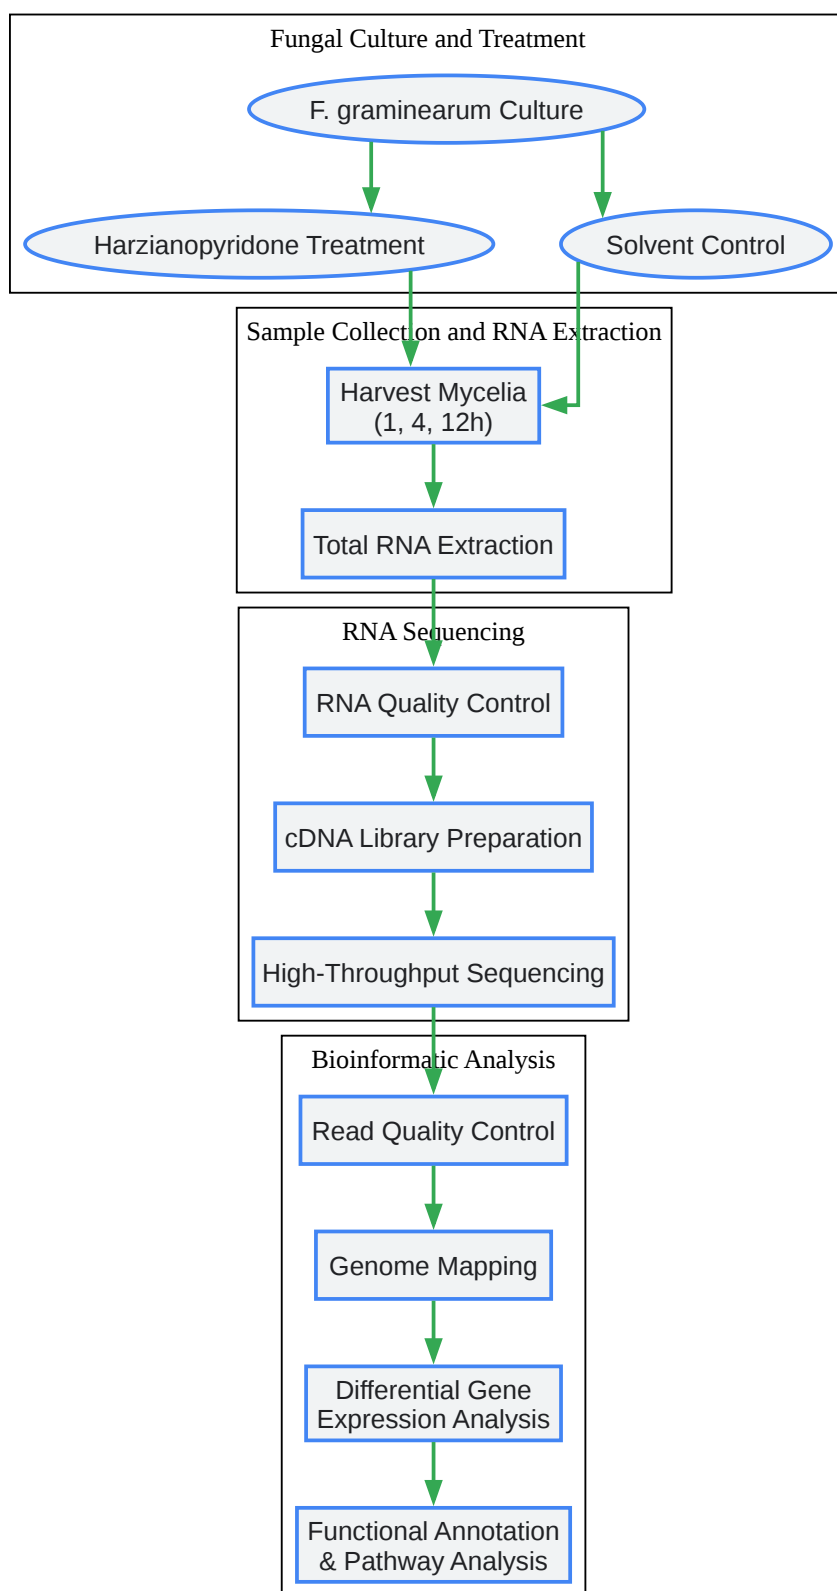 Fungal Culture and Treatment
F. graminearum Culture
Harzianopyridone Treatment
Solvent Control
Sample Collection and RNA Extraction
Harvest Mycelia
(1, 4, 12h)
Total RNA Extraction
RNA Sequencing
RNA Quality Control
cDNA Library Preparation
High-Throughput Sequencing
Bioinformatic Analysis
Read Quality Control
Genome Mapping
Differential Gene
Expression Analysis
Functional Annotation
& Pathway Analysis